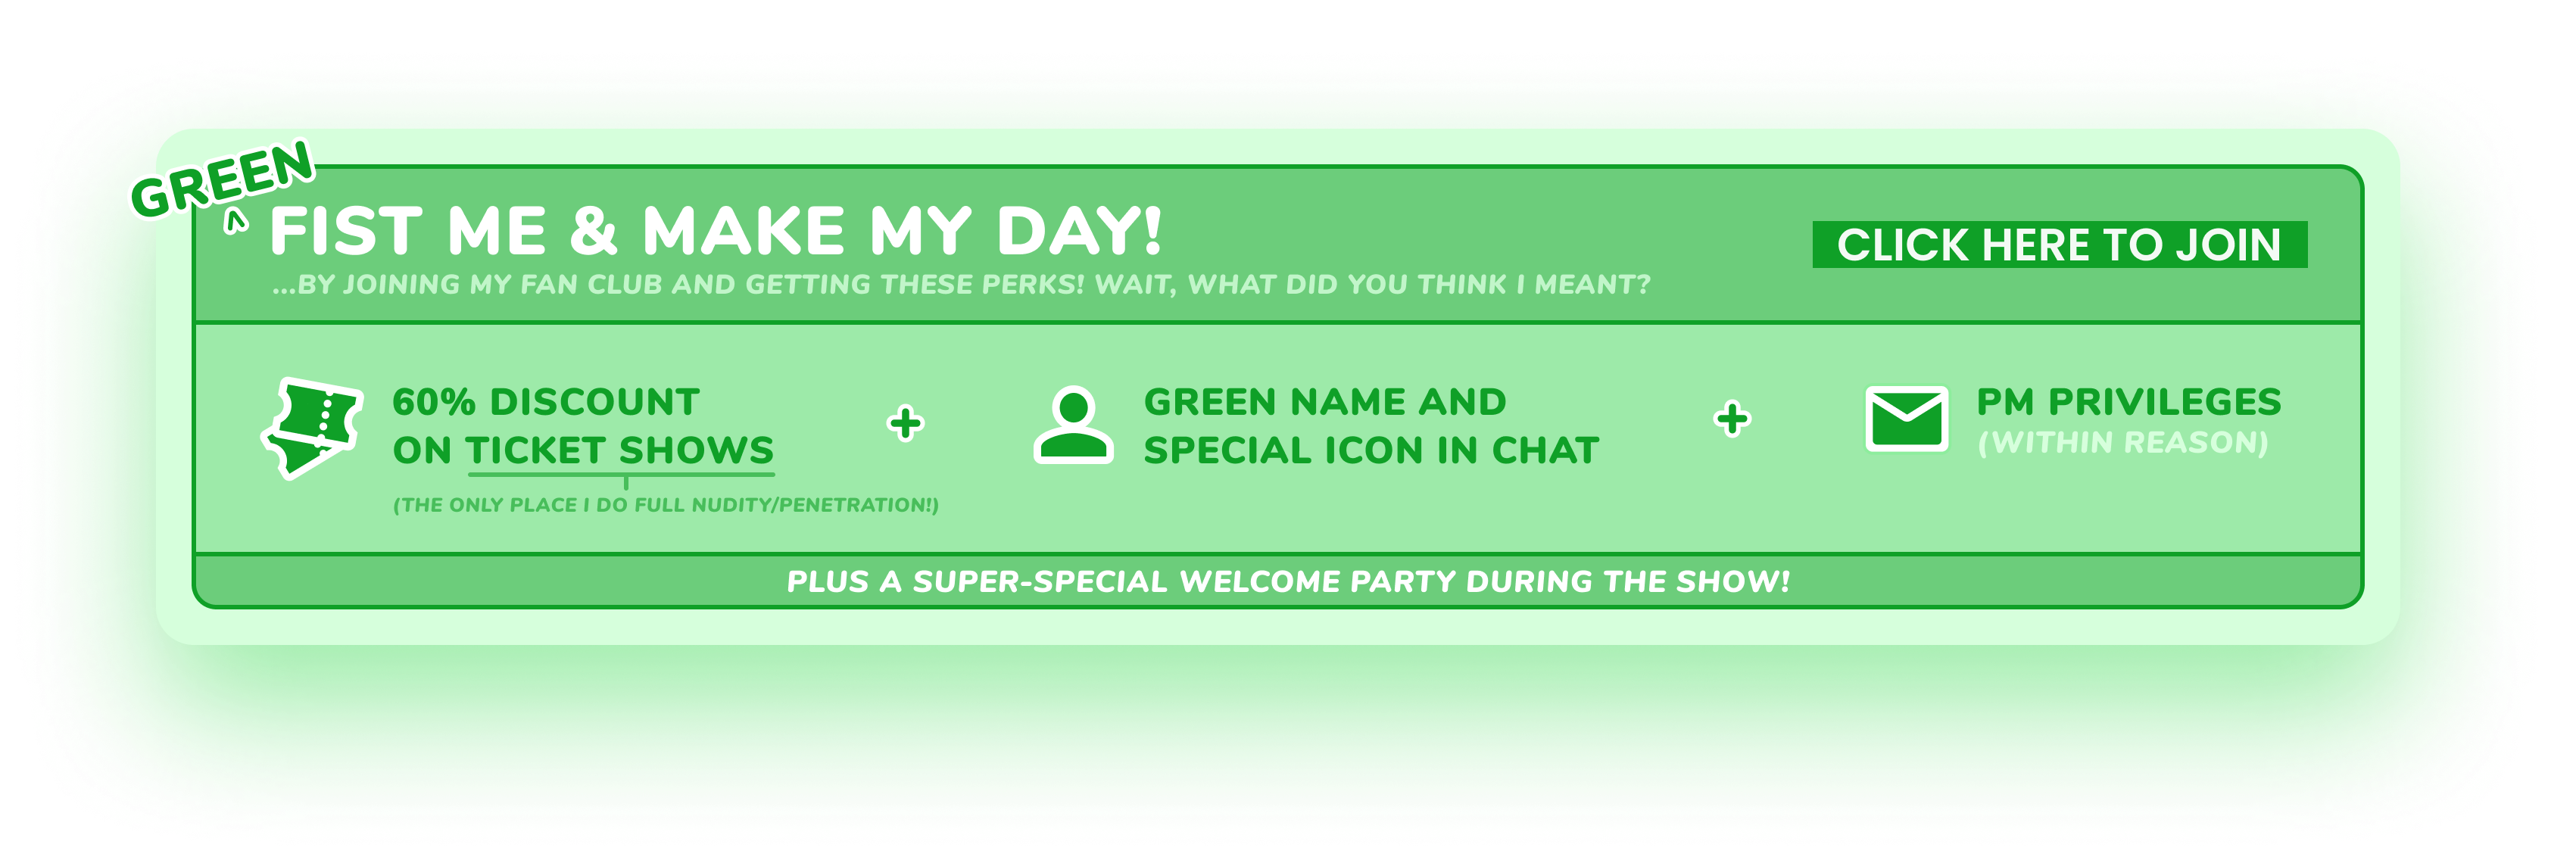 GREEN
^
FIST ME & MAKE MY DAY!
...BY JOINING MY FAN CLUB AND GETTING THESE PERKS! WAIT, WHAT DID YOU THINK I MEANT?
CLICK HERE TO JOIN
60% DISCOUNT
ON TICKET SHOWS
(THE ONLY PLACE I DO FULL NUDITY/PENETRATION!)
+
GREEN NAME AND
SPECIAL ICON IN CHAT
+
PM PRIVILEGES
(WITHIN REASON)
PLUS A SUPER-SPECIAL WELCOME PARTY DURING THE SHOW!